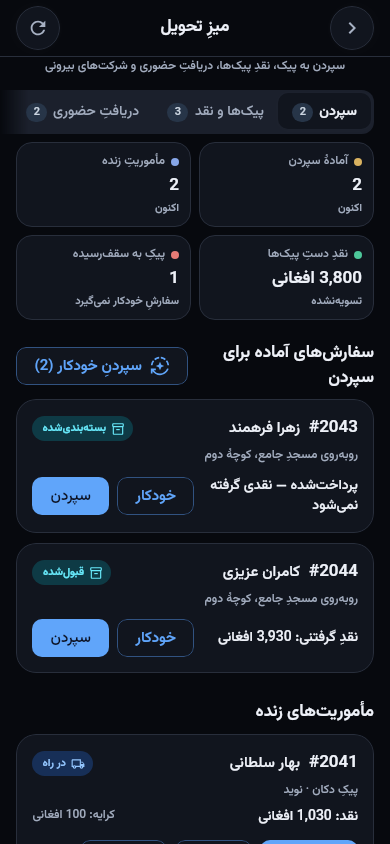 میزِ تحویل
سپردن به پیک، نقدِ پیک‌ها، دریافتِ حضوری و شرکت‌های بیرونی
سپردن 2 پیک‌ها و نقد 3 دریافتِ حضوری 2
آمادهٔ سپردن
2
اکنون
مأموریتِ زنده
2
اکنون
نقدِ دستِ پیک‌ها
3,800 افغانی
تسویه‌نشده
پیکِ به سقف‌رسیده
1
سفارشِ خودکار نمی‌گیرد
سفارش‌های آماده برای
سپردن
سپردنِ خودکار (2)
#2043 زهرا فرهمند
بسته‌بندی‌شده
روبه‌روی مسجدِ جامع، کوچهٔ دوم
پرداخت‌شده — نقدی گرفته
نمی‌شود
خودکار
سپردن
#2044 کامران عزیزی
قبول‌شده
روبه‌روی مسجدِ جامع، کوچهٔ دوم
نقدِ گرفتنی: 3,930 افغانی
خودکار
سپردن
مأموریت‌های زنده
#2041 بهار سلطانی
در راه
پیکِ دکان · نوید
نقد: 1,030 افغانی
کرایه: 100 افغانی